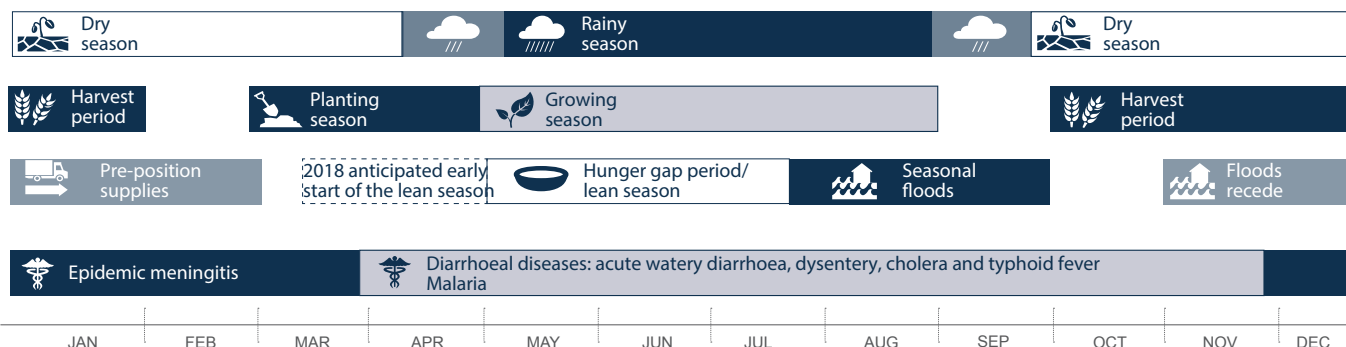 Dry
season
Rainy
season
Dry
season
Harvest
period
Planting
season
Growing
season
Harvest
period
Pre-position
supplies
2018 anticipated early
start of the lean season
Hunger gap period/
lean season
Seasonal
floods
Floods
recede
Epidemic meningitis
Diarrhoeal diseases: acute watery diarrhoea, dysentery, cholera and typhoid fever
Malaria
JAN FEB MAR APR MAY JUN JUL AUG SEP OCT NOV DEC